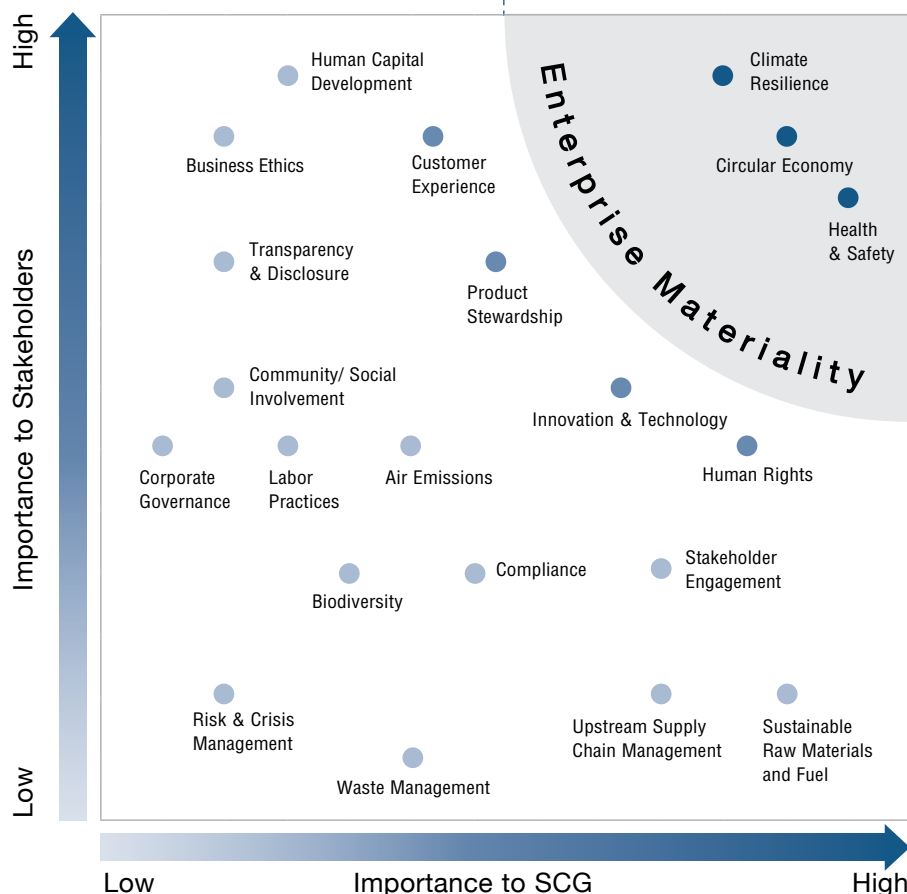 High
Importance to Stakeholders
Low
Human Capital
Development
Climate
Resilience
Business Ethics
Customer
Experience
Circular Economy
Health
& Safety
Enterprise Materiality
Transparency
& Disclosure
Product
Stewardship
Community/ Social
Involvement
Innovation & Technology
Corporate
Governance
Labor
Practices
Air Emissions
Human Rights
Biodiversity
Compliance
Stakeholder
Engagement
Risk & Crisis
Management
Waste Management
Upstream Supply
Chain Management
Sustainable
Raw Materials
and Fuel
Low
Importance to SCG
High